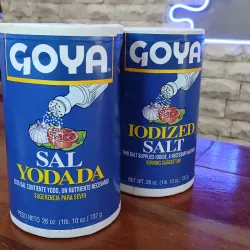 GOYA
SAL
YODADA
ESTA SAL CONTIENE YODO, UN NUTRIENTE NECESARIO
SUGERENCIA PARA SERVIR
PESO NETO 26 oz. (1 lb. 10 oz.) 737 g
GOYA
IODIZED
SALT
THIS SALT SUPPLIES IODIDE, A NECESSARY NUTRIENT
SERVING SUGGESTION
NET WT. 26 oz. (1 lb. 10 oz.) 737 g